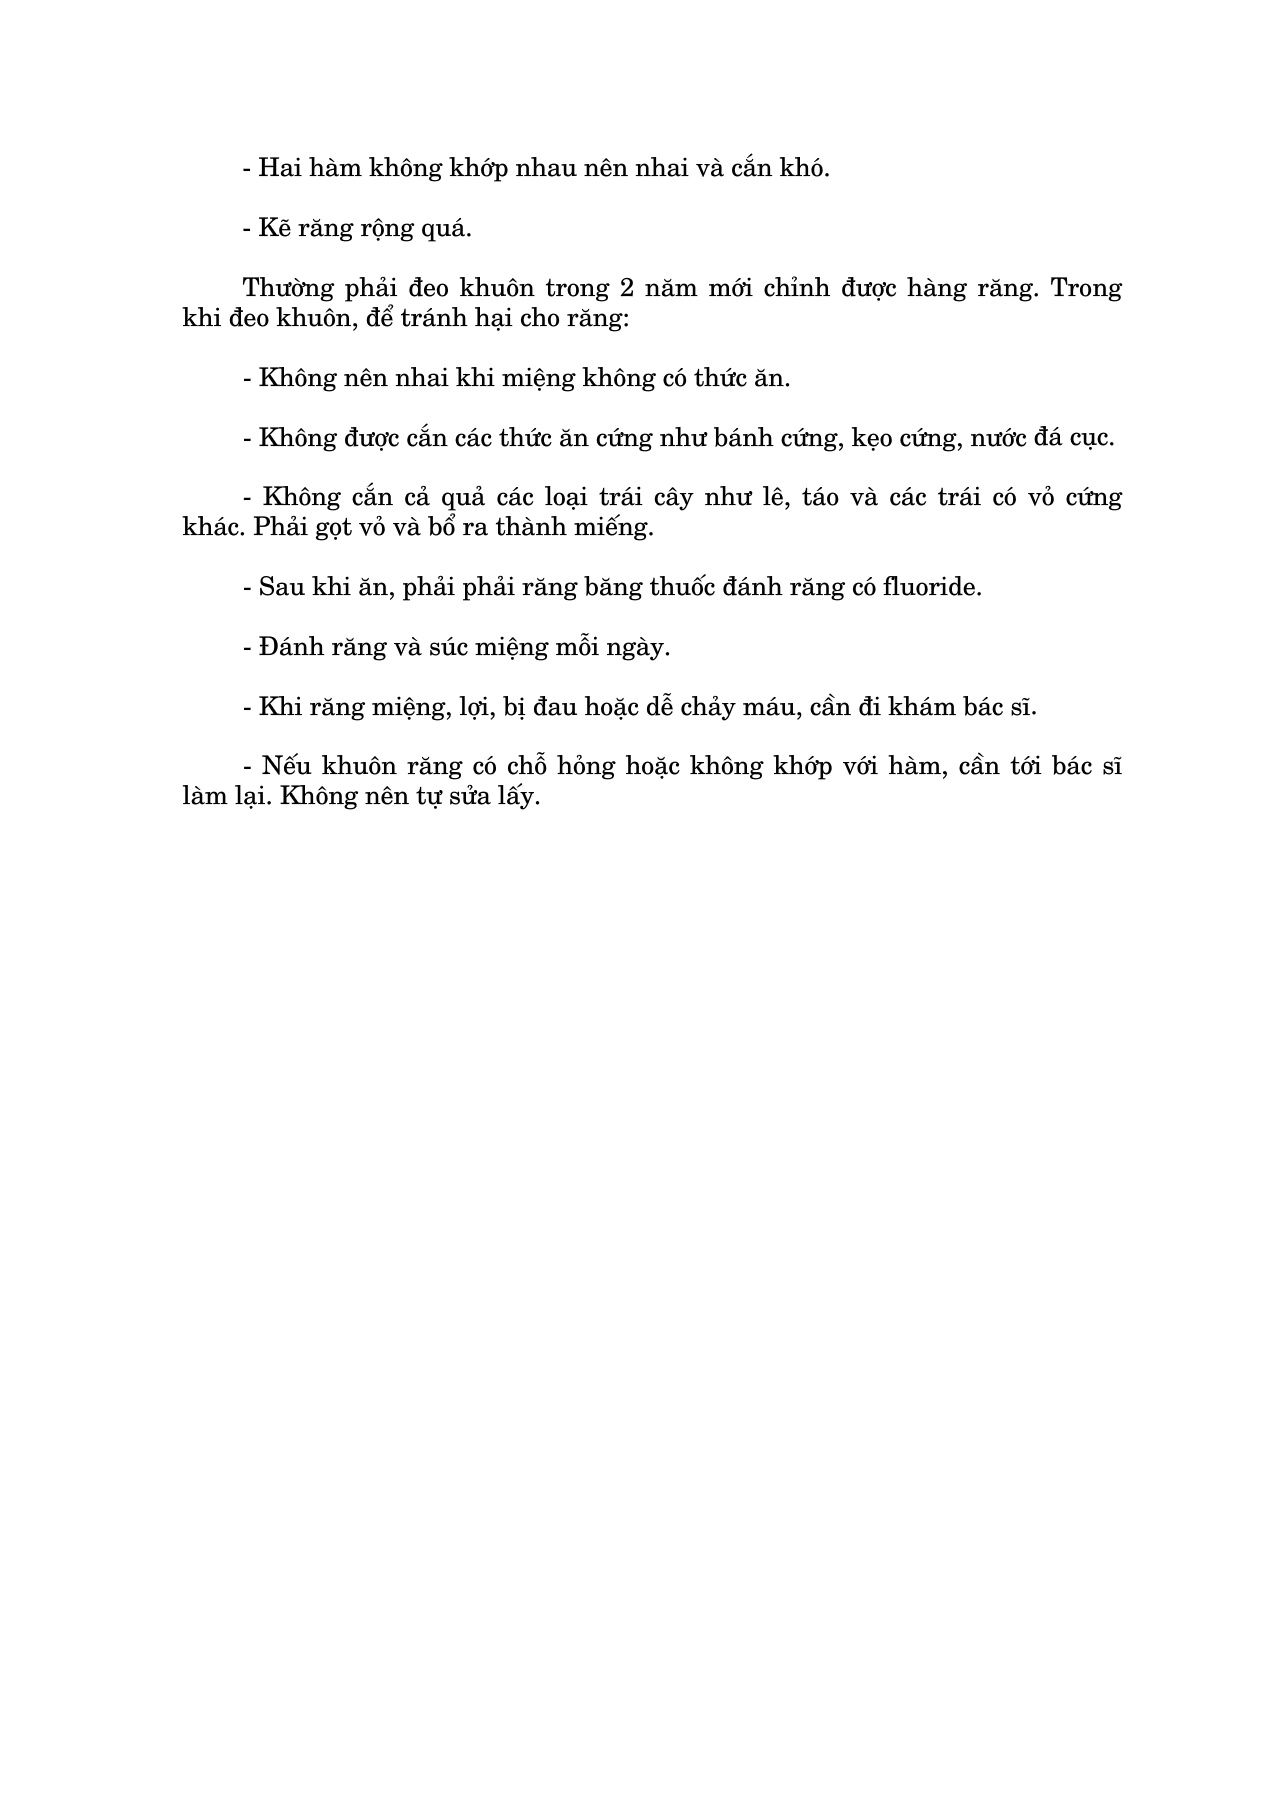 - Hai hàm không khớp nhau nên nhai và cắn khó.
- Kẽ răng rộng quá.
Thường phải đeo khuôn trong 2 năm mới chỉnh được hàng răng. Trong
khi đeo khuôn, để tránh hại cho răng:
- Không nên nhai khi miệng không có thức ăn.
- Không được cắn các thức ăn cứng như bánh cứng, kẹo cứng, nước đá cục.
- Không cắn cả quả các loại trái cây như lê, táo và các trái có vỏ cứng
khác. Phải gọt vỏ và bổ ra thành miếng.
- Sau khi ăn, phải phải răng băng thuốc đánh răng có fluoride.
- Đánh răng và súc miệng mỗi ngày.
- Khi răng miệng, lợi, bị đau hoặc dễ chảy máu, cần đi khám bác sĩ.
- Nếu khuôn răng có chỗ hỏng hoặc không khớp với hàm, cần tới bác sĩ
làm lại. Không nên tự sửa lấy.